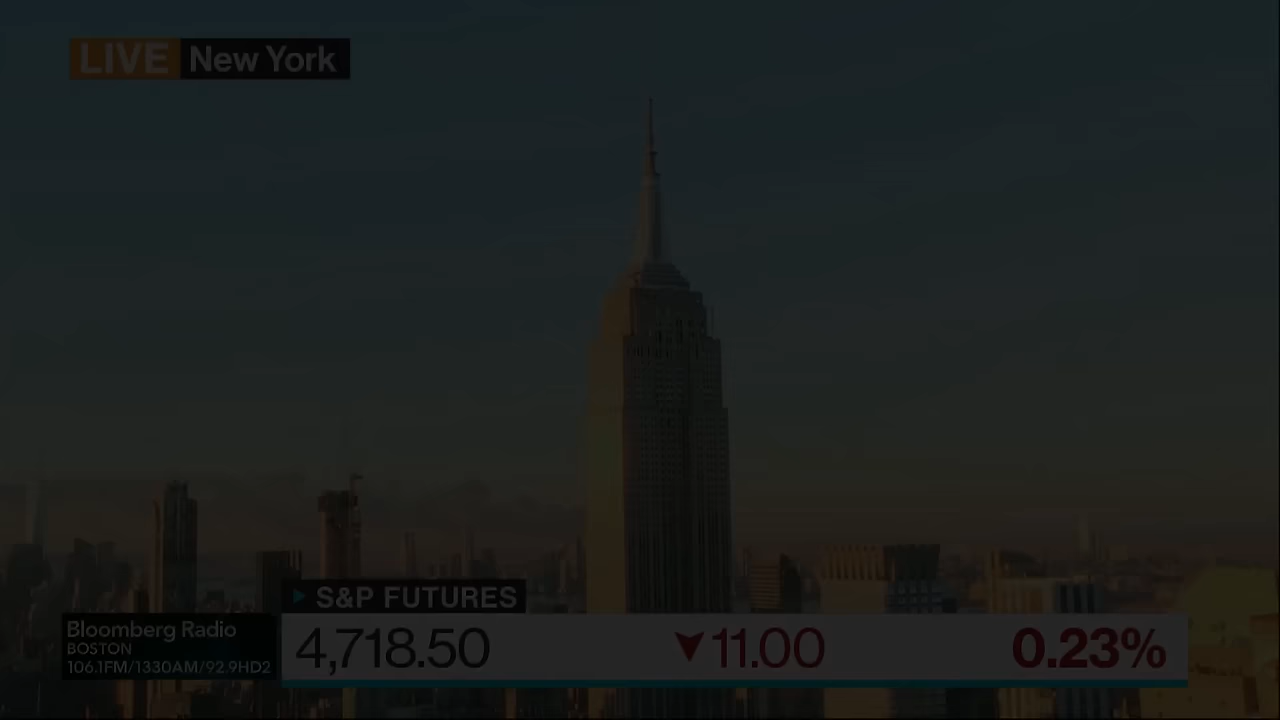 LIVE New York
S&P FUTURES
Bloomberg Radio
BOSTON
106.1FM/1330AM/92.9HD2
4,718.50 ▼11.00 0.23%